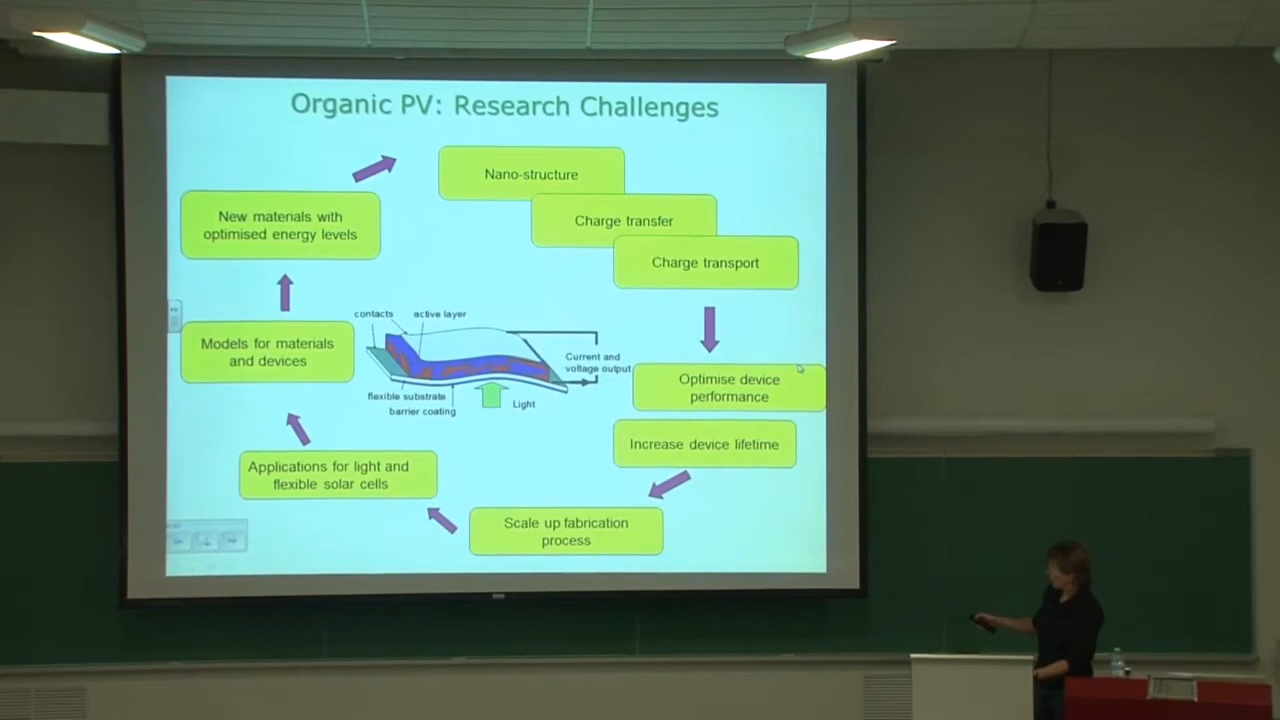 Organic PV: Research Challenges
Nano-structure
Charge transfer
Charge transport
New materials with
optimised energy levels
Models for materials
and devices
contacts
active layer
Current and
voltage output
flexible substrate
barrier coating
Light
Optimise device
performance
Increase device lifetime
Applications for light and
flexible solar cells
Scale up fabrication
process